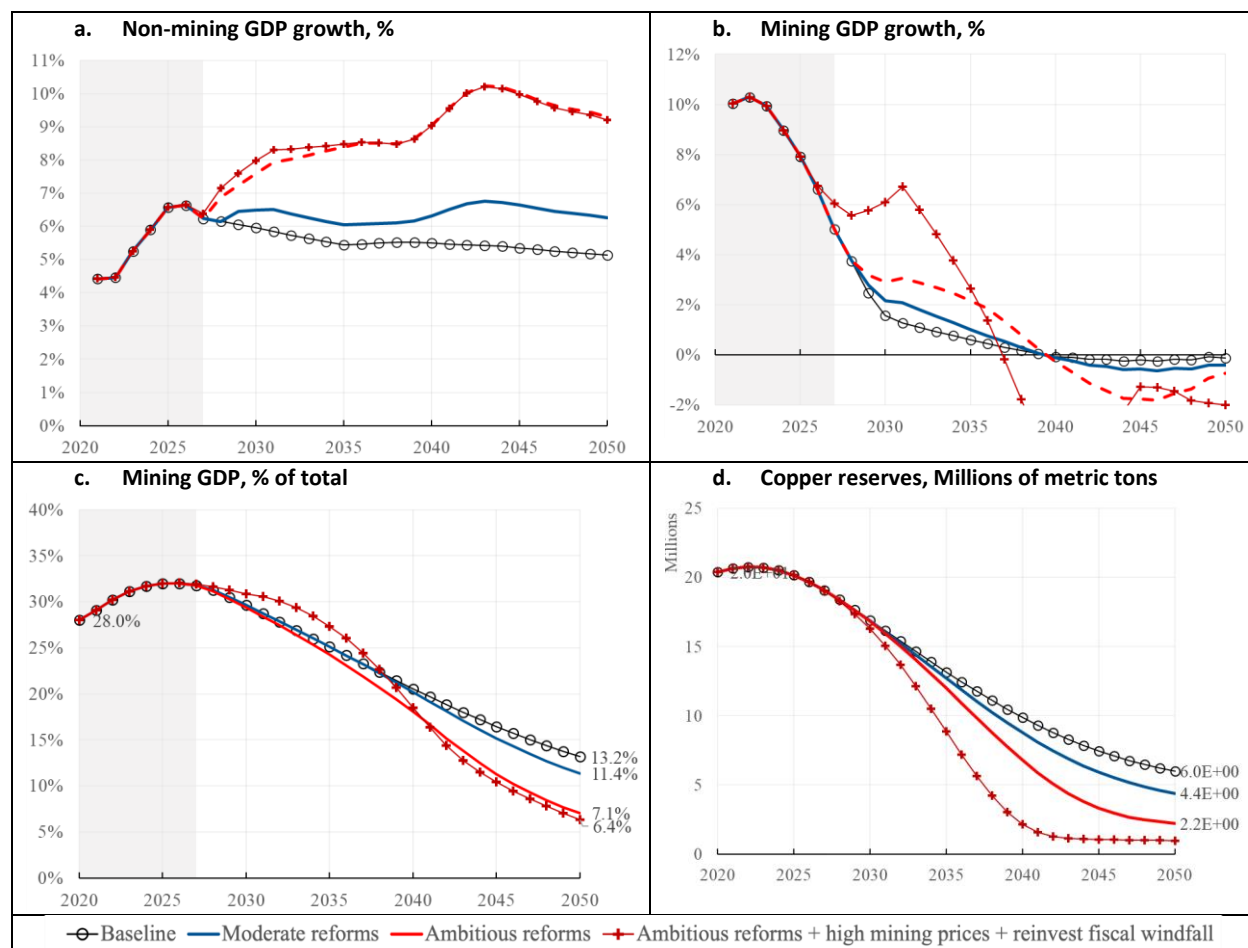 a. Non-mining GDP growth, %
11%
10%
9%
8%
7%
6%
5%
4%
3%
2%
1%
0%
2020 2025 2030 2035 2040 2045 2050
b. Mining GDP growth, %
12%
10%
8%
6%
4%
2%
0%
-2%
2020 2025 2030 2035 2040 2045 2050
c. Mining GDP, % of total
40%
35%
30%
25%
20%
15%
10%
5%
0%
28.0%
13.2%
11.4%
7.1%
6.4%
2020 2025 2030 2035 2040 2045 2050
d. Copper reserves, Millions of metric tons
Millions
25
20
15
10
5
0
2.0E+01
6.0E+00
4.4E+00
2.2E+00
2020 2025 2030 2035 2040 2045 2050
Baseline Moderate reforms Ambitious reforms Ambitious reforms + high mining prices + reinvest fiscal windfall